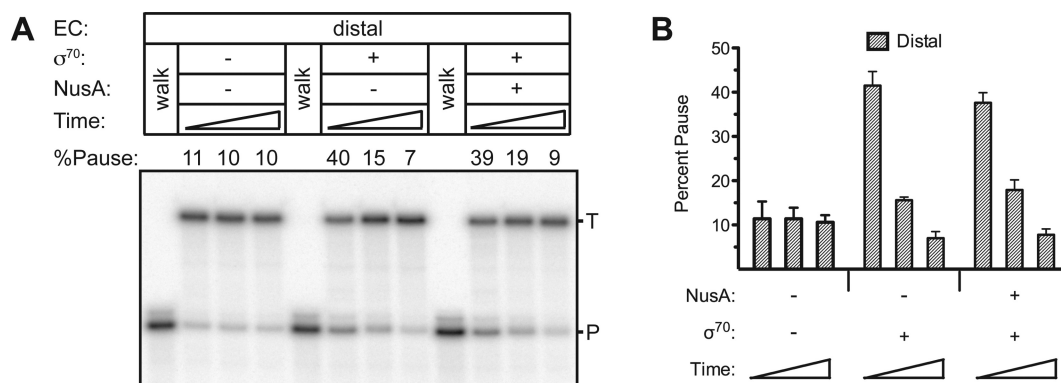 A
EC: distal
σ70: - + +
NusA: - - +
walk walk walk
Time:
%Pause: 11 10 10 40 15 7 39 19 9
T
P
B
Distal
50
40
30
20
10
Percent Pause
NusA: - - +
σ70: - + +
Time: